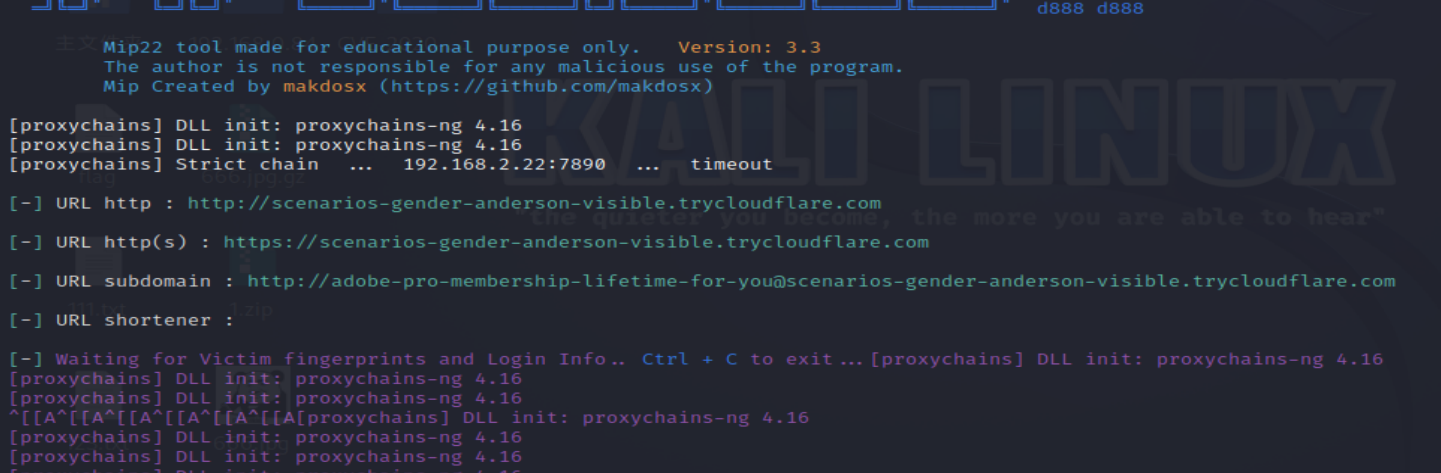 d888 d888
Mip22 tool made for educational purpose only. Version: 3.3
The author is not responsible for any malicious use of the program.
Mip Created by makdosx (https://github.com/makdosx)
KALI LINUX
[proxychains] DLL init: proxychains-ng 4.16
[proxychains] DLL init: proxychains-ng 4.16
[proxychains] Strict chain ... 192.168.2.22:7890 ... timeout
[-] URL http : http://scenarios-gender-anderson-visible.trycloudflare.com
"the quieter you become, the more you are able to hear"
[-] URL http(s) : https://scenarios-gender-anderson-visible.trycloudflare.com
[-] URL subdomain : http://adobe-pro-membership-lifetime-for-you@scenarios-gender-anderson-visible.trycloudflare.com
111.txt 1.zip
[-] URL shortener :
[-] Waiting for Victim fingerprints and Login Info.. Ctrl + C to exit...[proxychains] DLL init: proxychains-ng 4.16
[proxychains] DLL init: proxychains-ng 4.16
[proxychains] DLL init: proxychains-ng 4.16
^[[A^[[A^[[A^[[A^[[A^[[A[proxychains] DLL init: proxychains-ng 4.16
[proxychains] DLL init: proxychains-ng 4.16
[proxychains] DLL init: proxychains-ng 4.16